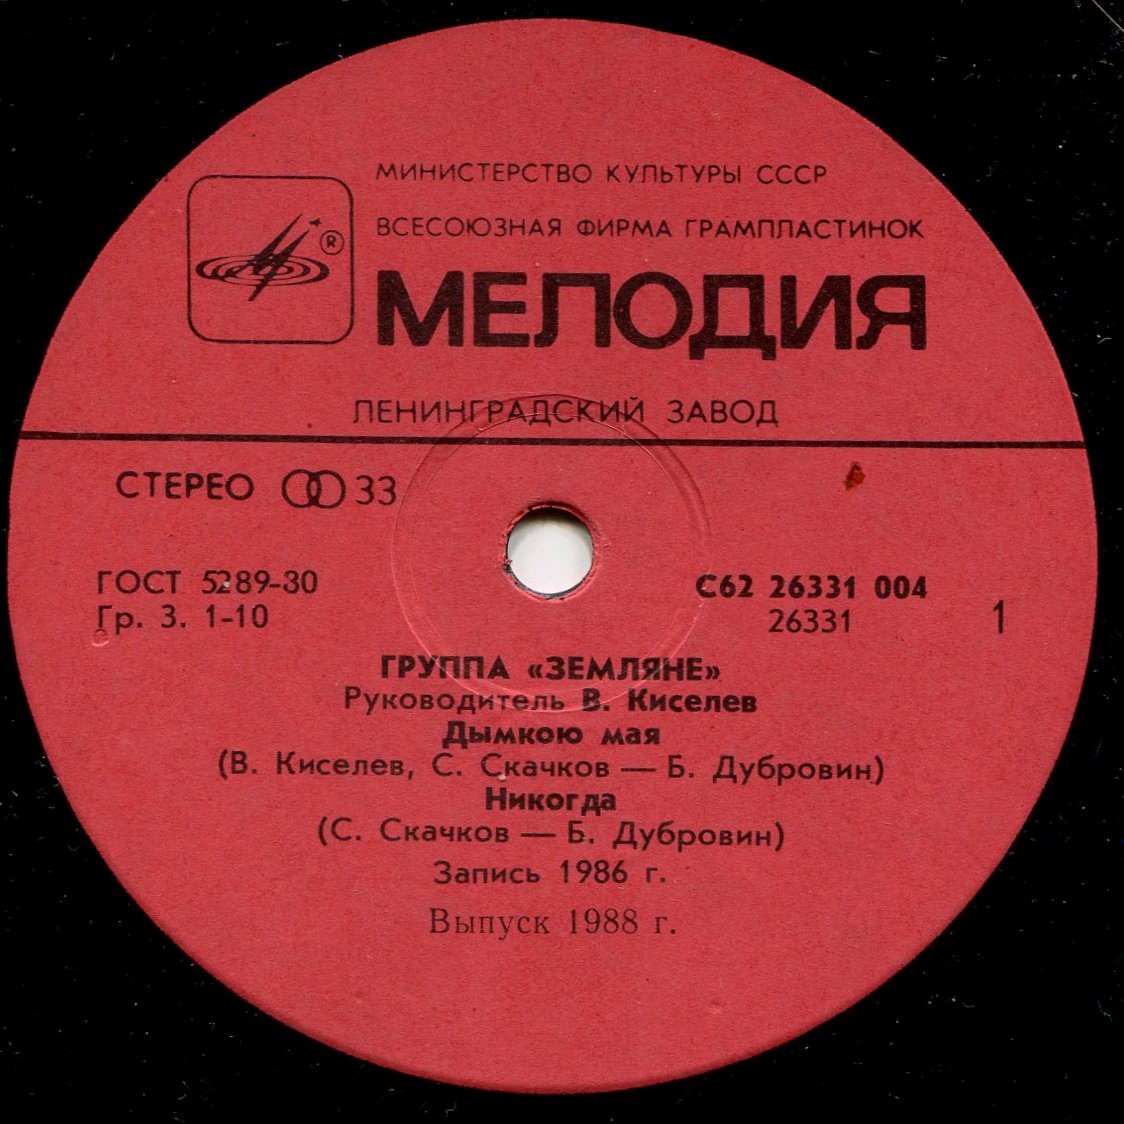 МИНИСТЕРСТВО КУЛЬТУРЫ СССР
ВСЕСОЮЗНАЯ ФИРМА ГРАМПЛАСТИНОК
®
МЕЛОДИЯ
ЛЕНИНГРАДСКИЙ ЗАВОД
СТЕРЕО 33
ГОСТ 5289-80
Гр. 3. 1-10
С62 26331 004
26331
1
ГРУППА «ЗЕМЛЯНЕ»
Руководитель В. Киселев
Дымкою мая
(В. Киселев, С. Скачков — Б. Дубровин)
Никогда
(С. Скачков — Б. Дубровин)
Запись 1986 г.
Выпуск 1988 г.